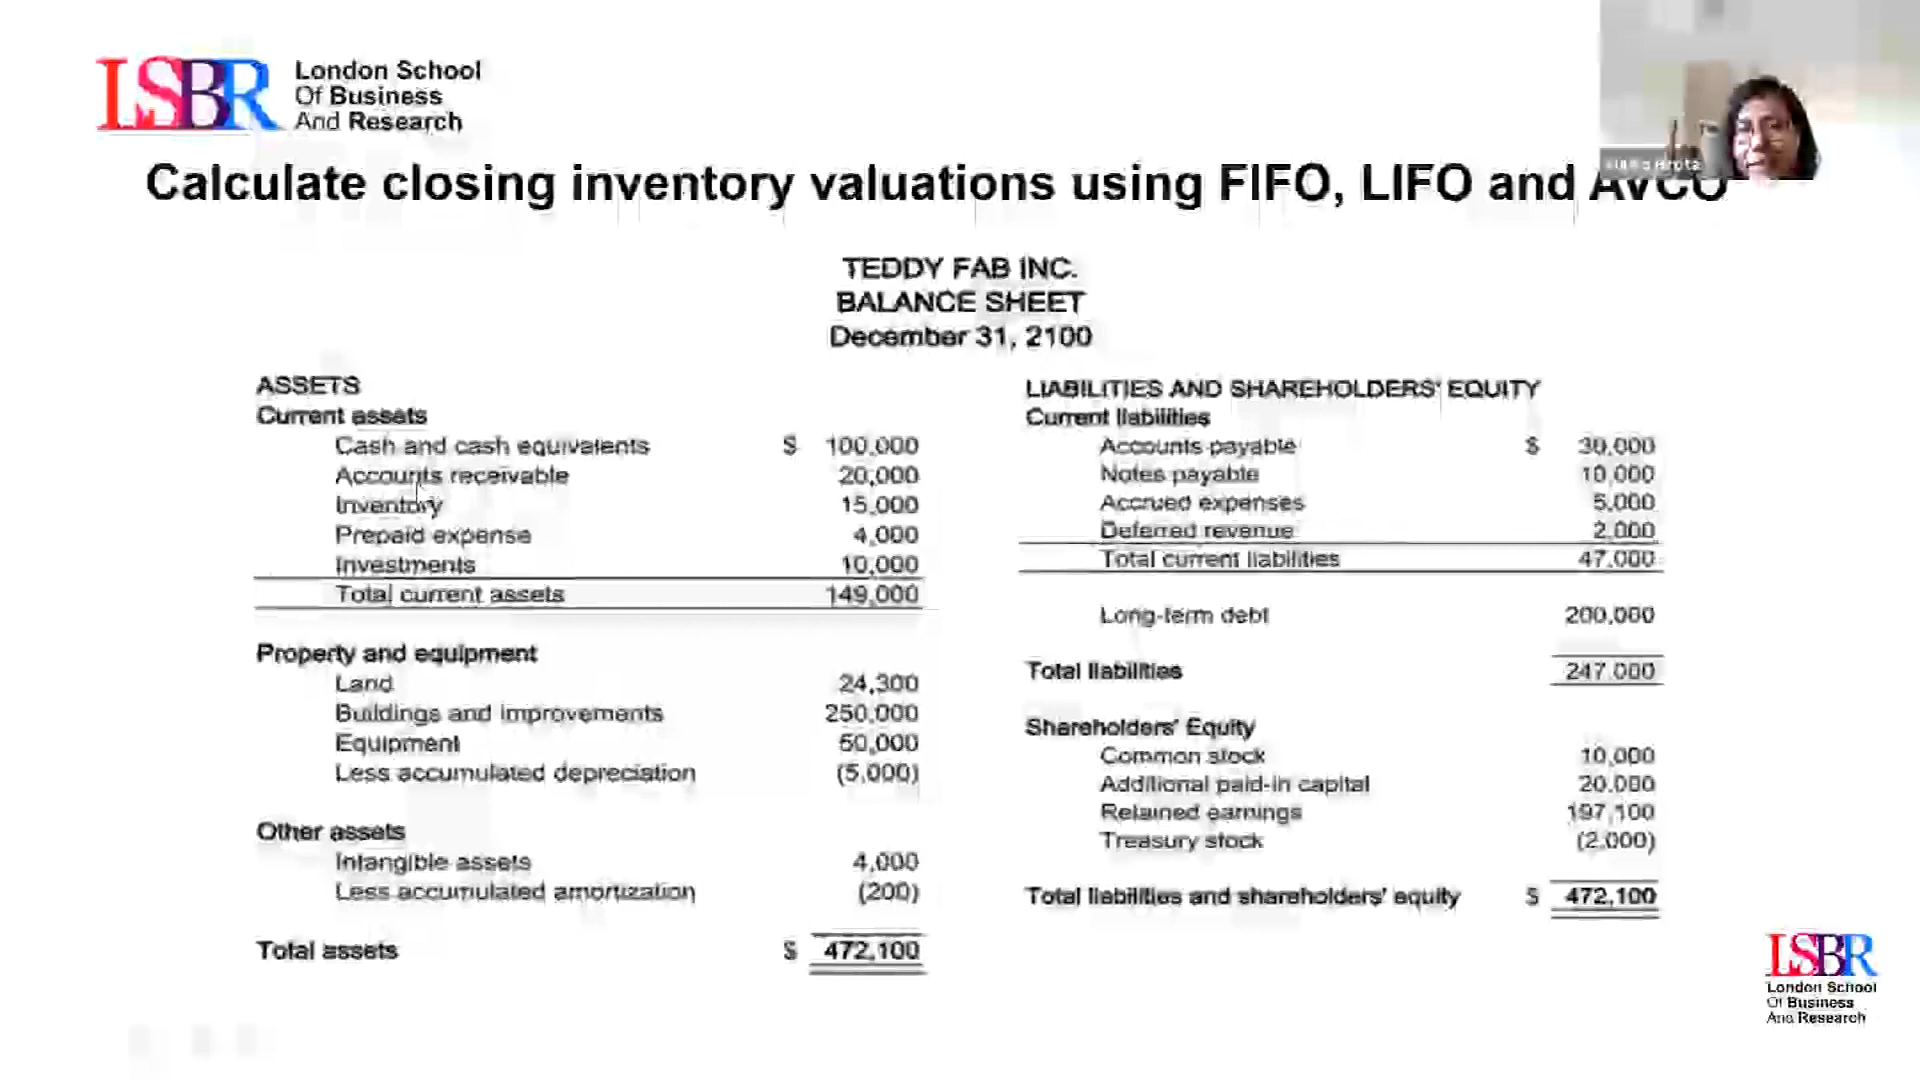 LSBR
London School
Of Business
And Research
Calculate closing inventory valuations using FIFO, LIFO and AVCO
TEDDY FAB INC.
BALANCE SHEET
December 31, 2100
ASSETS
Current assets
Cash and cash equivalents $ 100,000
Accounts receivable 20,000
Inventory 15,000
Prepaid expense 4,000
Investments 10,000
Total current assets 149,000
Property and equipment
Land 24,300
Buildings and improvements 250,000
Equipment 50,000
Less accumulated depreciation (5,000)
Other assets
Intangible assets 4,000
Less accumulated amortization (200)
Total assets $ 472,100
LIABILITIES AND SHAREHOLDERS' EQUITY
Current liabilities
Accounts payable $ 30,000
Notes payable 10,000
Accrued expenses 5,000
Deferred revenue 2,000
Total current liabilities 47,000
Long-term debt 200,000
Total liabilities 247,000
Shareholders' Equity
Common stock 10,000
Additional paid-in capital 20,000
Retained earnings 197,100
Treasury stock (2,000)
Total liabilities and shareholders' equity $ 472,100
LSBR
London School
Of Business
And Research